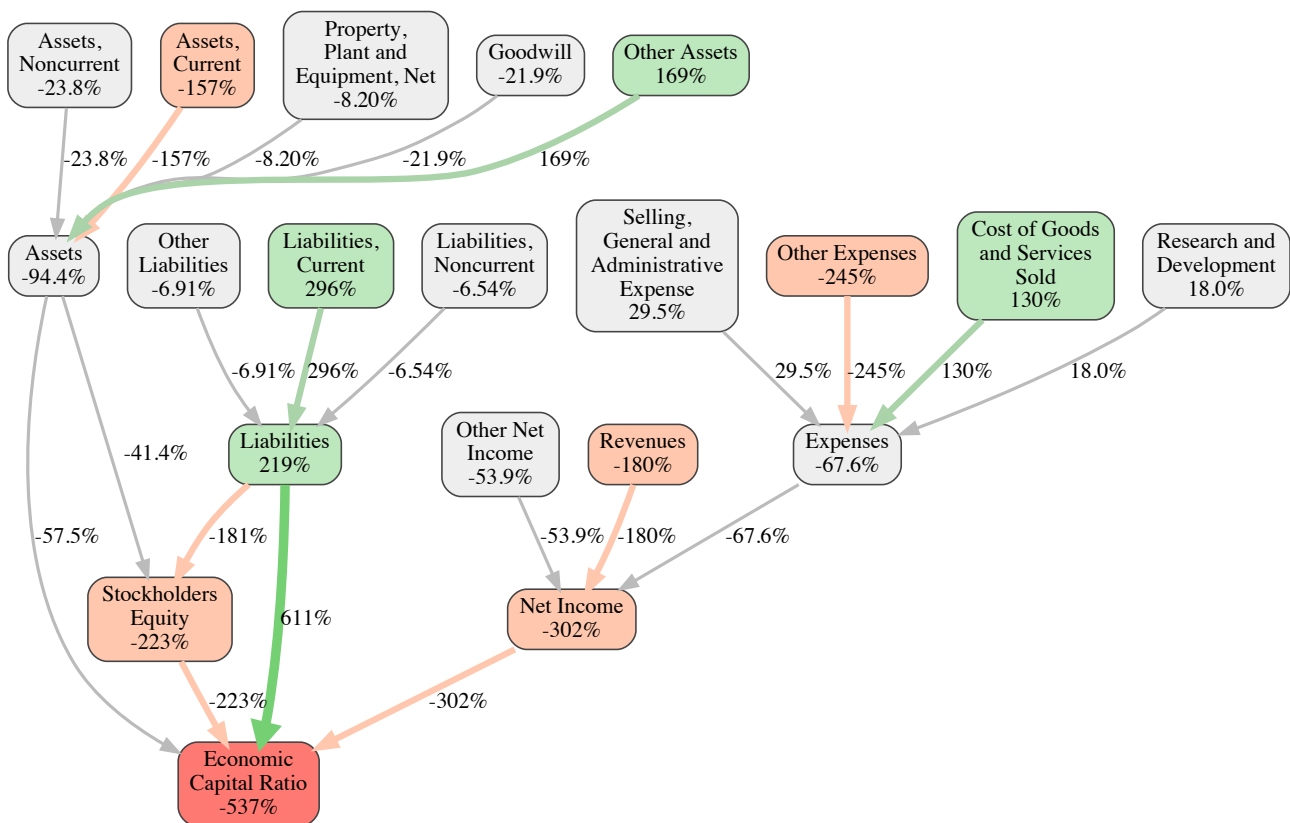 Assets,
Noncurrent
-23.8%
Assets,
Current
-157%
Property,
Plant and
Equipment, Net
-8.20%
Goodwill
-21.9%
Other Assets
169%
-23.8%
-157%
-8.20%
-21.9%
169%
Assets
-94.4%
Other
Liabilities
-6.91%
Liabilities,
Current
296%
Liabilities,
Noncurrent
-6.54%
Selling,
General and
Administrative
Expense
29.5%
Other Expenses
-245%
Cost of Goods
and Services
Sold
130%
Research and
Development
18.0%
-6.91%
296%
-6.54%
29.5%
-245%
130%
18.0%
-41.4%
Liabilities
219%
Other Net
Income
-53.9%
Revenues
-180%
Expenses
-67.6%
-57.5%
-181%
-53.9%
-180%
-67.6%
Stockholders
Equity
-223%
611%
Net Income
-302%
-223%
-302%
Economic
Capital Ratio
-537%